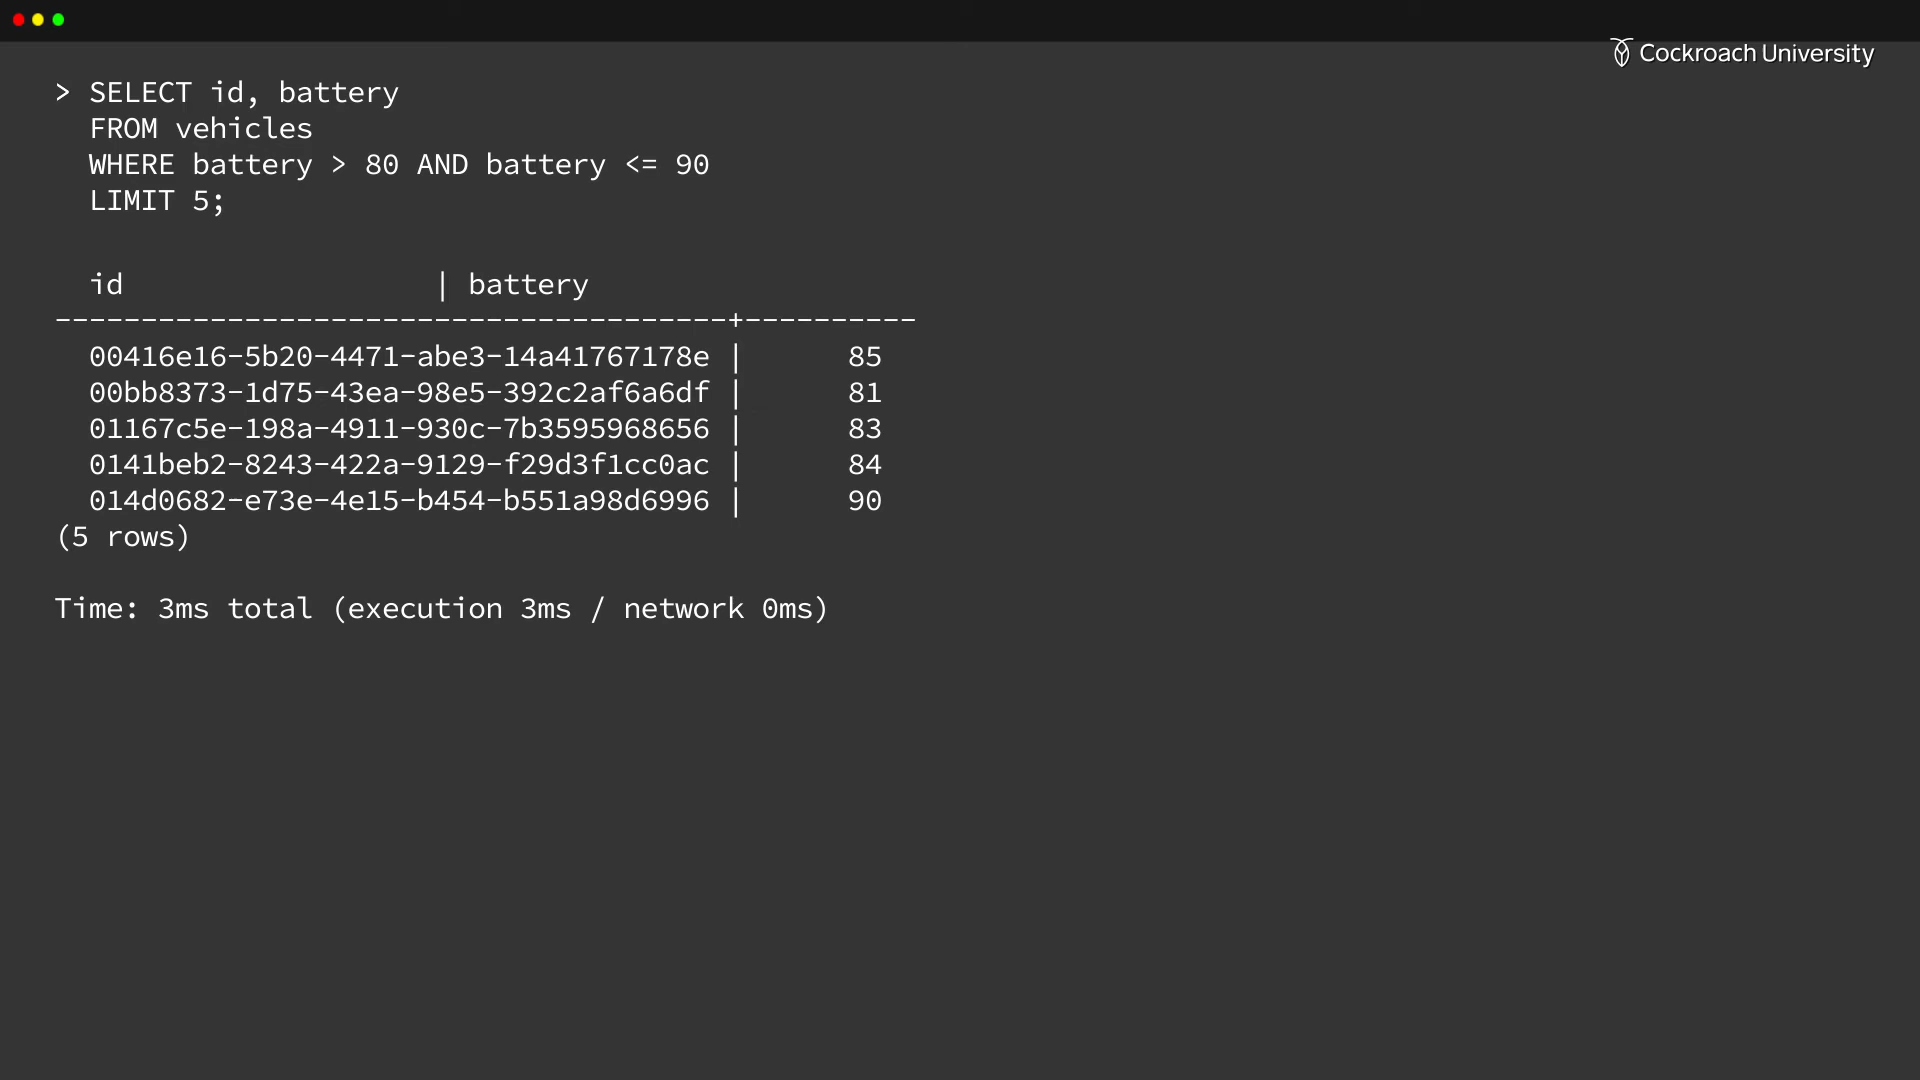 Cockroach University
> SELECT id, battery
FROM vehicles
WHERE battery > 80 AND battery <= 90
LIMIT 5;
id | battery
---------------------------------------+----------
00416e16-5b20-4471-abe3-14a41767178e | 85
00bb8373-1d75-43ea-98e5-392c2af6a6df | 81
01167c5e-198a-4911-930c-7b3595968656 | 83
0141beb2-8243-422a-9129-f29d3f1cc0ac | 84
014d0682-e73e-4e15-b454-b551a98d6996 | 90
(5 rows)
Time: 3ms total (execution 3ms / network 0ms)